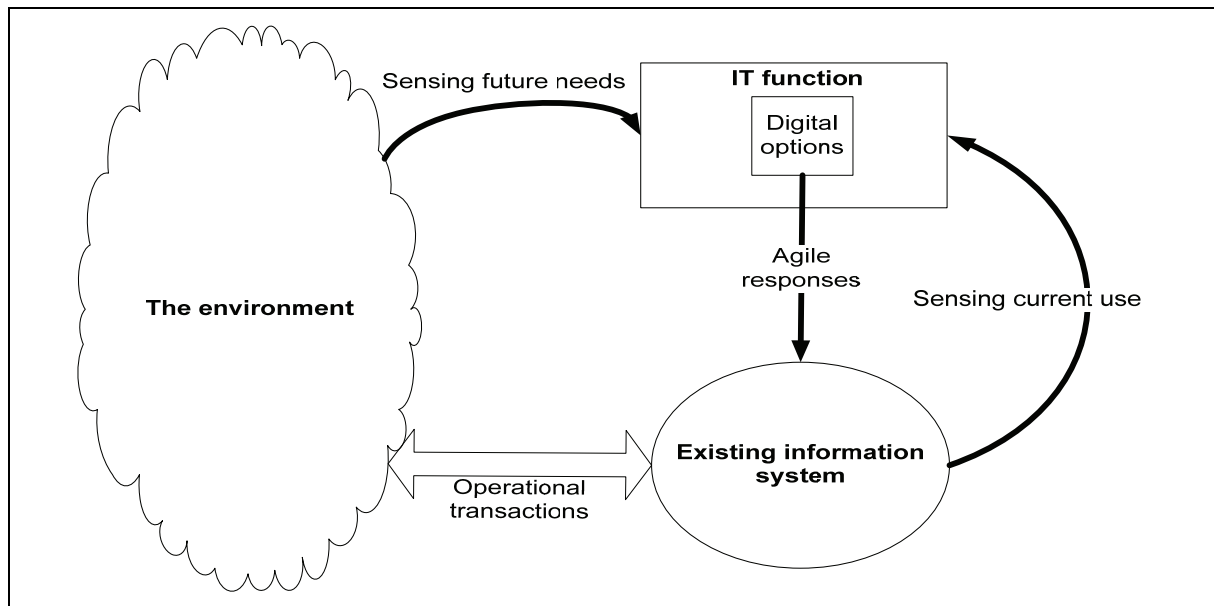 Sensing future needs
IT function
Digital
options
Agile
responses
Sensing current use
The environment
Existing information
system
Operational
transactions